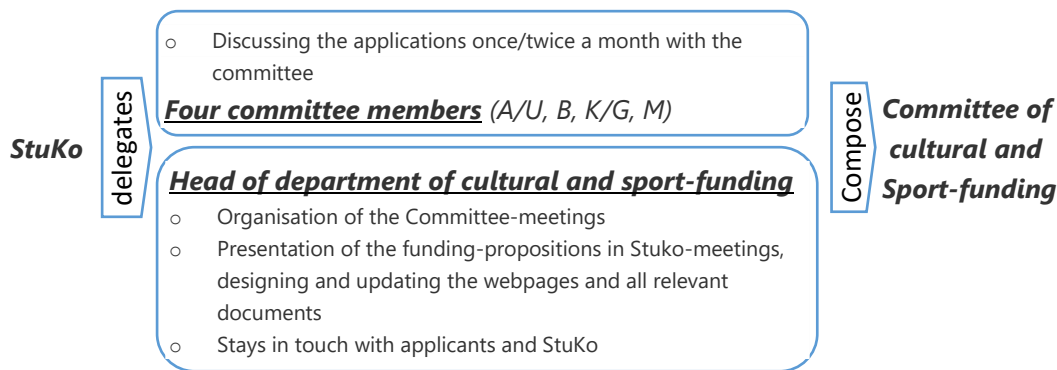 StuKo
delegates
o Discussing the applications once/twice a month with the
committee
Four committee members (A/U, B, K/G, M)
Head of department of cultural and sport-funding
o Organisation of the Committee-meetings
o Presentation of the funding-propositions in Stuko-meetings,
designing and updating the webpages and all relevant
documents
o Stays in touch with applicants and StuKo
Compose
Committee of
cultural and
Sport-funding